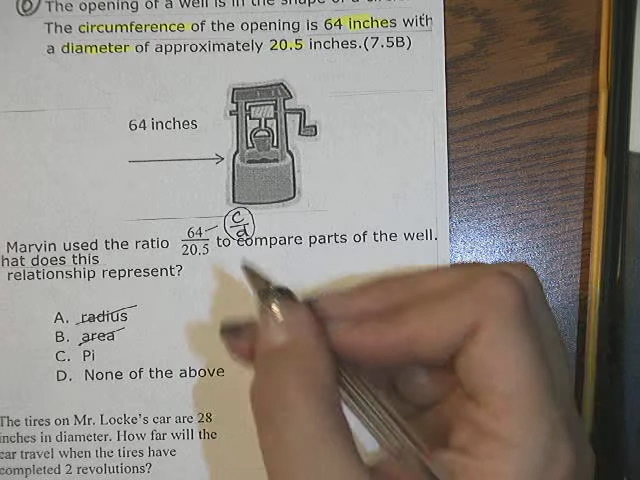 The opening of a well is in the shape of a
The circumference of the opening is 64 inches with
a diameter of approximately 20.5 inches.(7.5B)
64 inches
c
d
Marvin used the ratio 64/20.5 to compare parts of the well.
hat does this
relationship represent?
A. radius
B. area
C. Pi
D. None of the above
The tires on Mr. Locke's car are 28
inches in diameter. How far will the
car travel when the tires have
completed 2 revolutions?